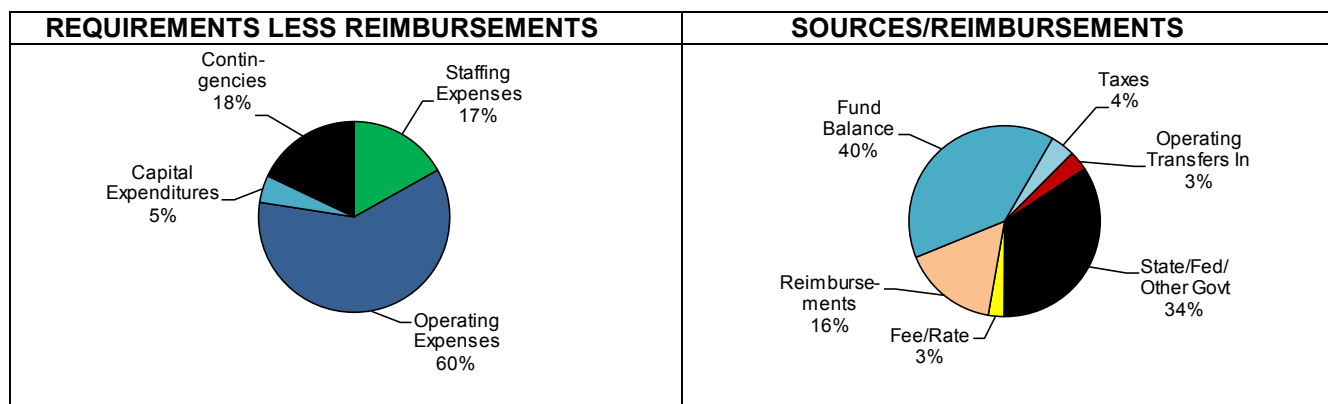 REQUIREMENTS LESS REIMBURSEMENTS
Contin-
gencies
18%
Staffing
Expenses
17%
Capital
Expenditures
5%
Operating
Expenses
60%
SOURCES/REIMBURSEMENTS
Taxes
4%
Fund
Balance
40%
Operating
Transfers In
3%
State/Fed/
Other Govt
34%
Reimburse-
ments
16%
Fee/Rate
3%